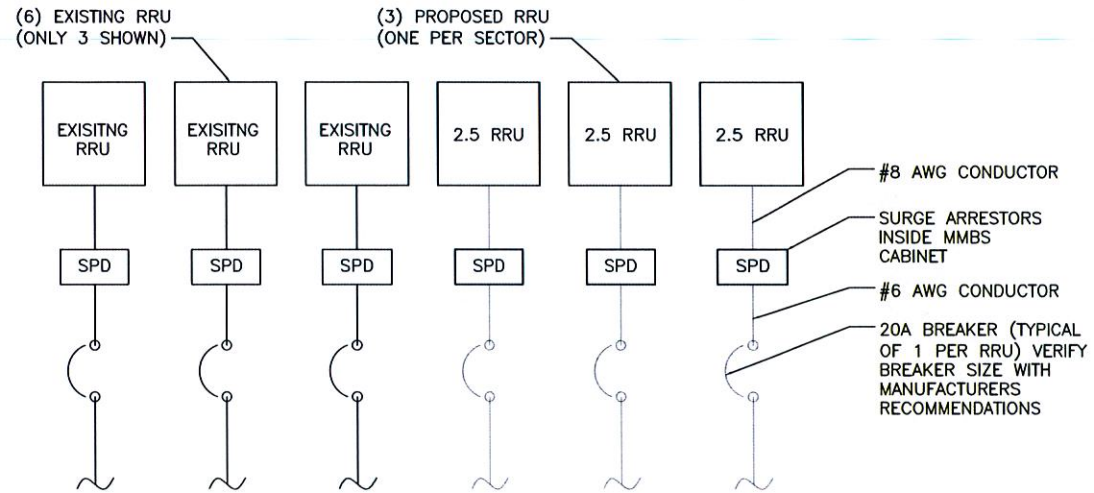 (6) EXISTING RRU
(ONLY 3 SHOWN)
(3) PROPOSED RRU
(ONE PER SECTOR)
EXISITNG
RRU
EXISITNG
RRU
EXISITNG
RRU
2.5 RRU
2.5 RRU
2.5 RRU
#8 AWG CONDUCTOR
SURGE ARRESTORS
INSIDE MMBS
CABINET
SPD
SPD
SPD
SPD
SPD
SPD
#6 AWG CONDUCTOR
20A BREAKER (TYPICAL
OF 1 PER RRU) VERIFY
BREAKER SIZE WITH
MANUFACTURERS
RECOMMENDATIONS